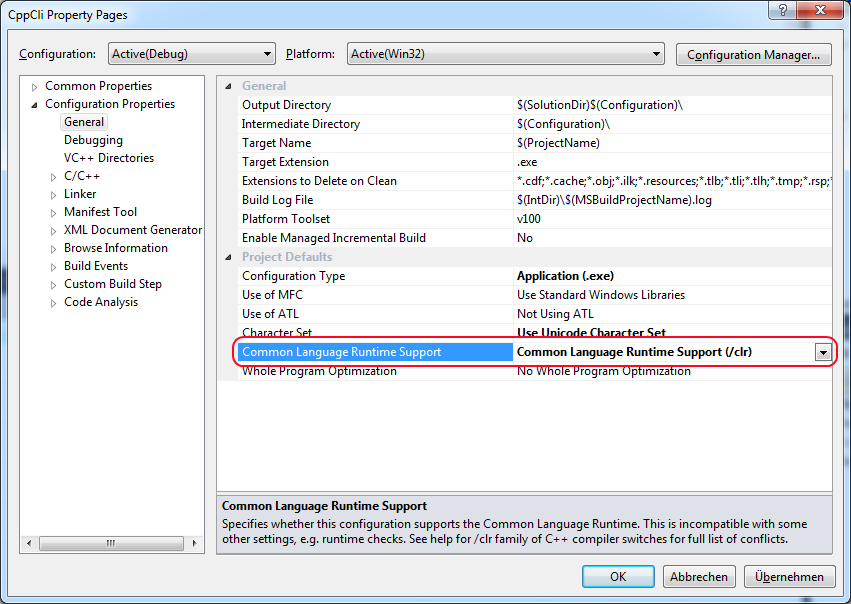 CppCli Property Pages
?
Configuration: Active(Debug) Platform: Active(Win32) Configuration Manager...
Common Properties
Configuration Properties
General
Debugging
VC++ Directories
C/C++
Linker
Manifest Tool
XML Document Generator
Browse Information
Build Events
Custom Build Step
Code Analysis
General
Output Directory $(SolutionDir)$(Configuration)\
Intermediate Directory $(Configuration)\
Target Name $(ProjectName)
Target Extension .exe
Extensions to Delete on Clean *.cdf;*.cache;*.obj;*.ilk;*.resources;*.tlb;*.tli;*.tlh;*.tmp;*.rsp;*
Build Log File $(IntDir)\$(MSBuildProjectName).log
Platform Toolset v100
Enable Managed Incremental Build No
Project Defaults
Configuration Type Application (.exe)
Use of MFC Use Standard Windows Libraries
Use of ATL Not Using ATL
Character Set Use Unicode Character Set
Common Language Runtime Support Common Language Runtime Support (/clr)
Whole Program Optimization No Whole Program Optimization
Common Language Runtime Support
Specifies whether this configuration supports the Common Language Runtime. This is incompatible with some
other settings, e.g. runtime checks. See help for /clr family of C++ compiler switches for full list of conflicts.
OK Abbrechen Übernehmen